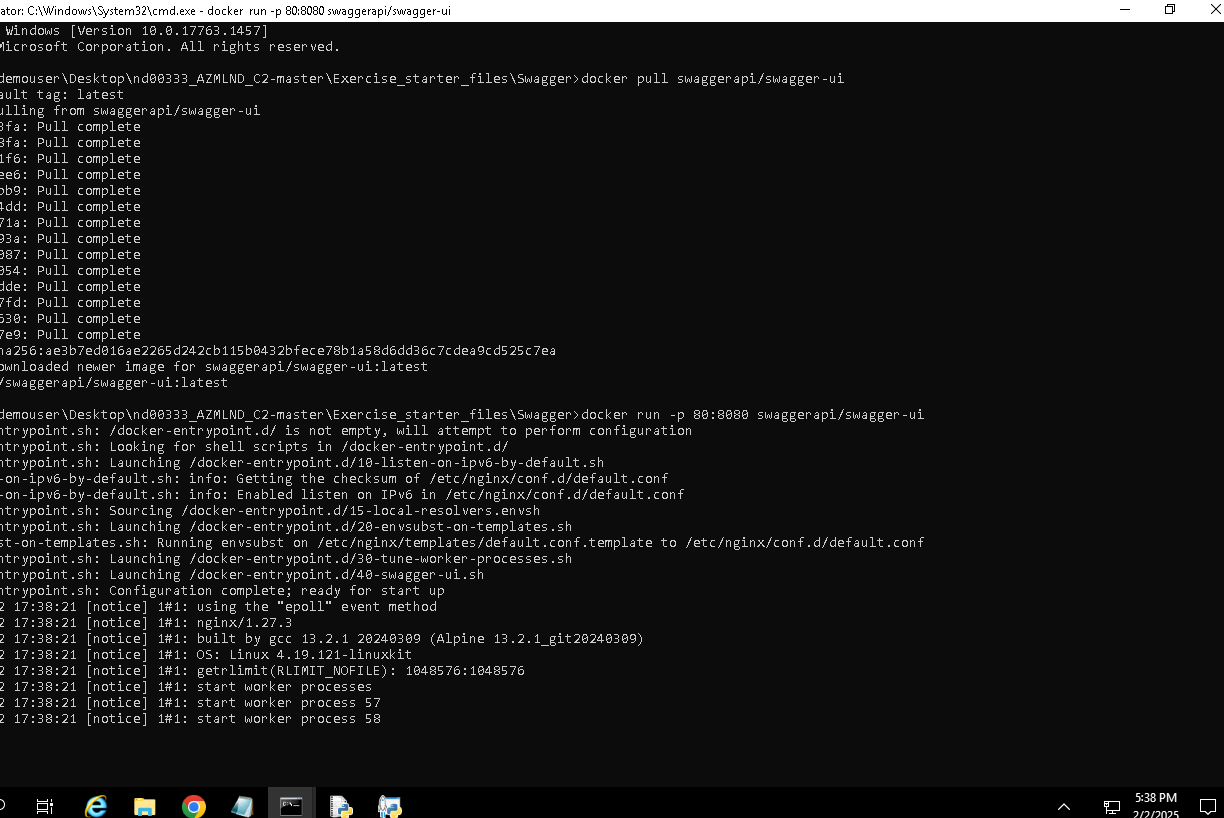 ator: C:\Windows\System32\cmd.exe - docker run -p 80:8080 swaggerapi/swagger-ui
Windows [Version 10.0.17763.1457]
Microsoft Corporation. All rights reserved.
demouser\Desktop\nd00333_AZMLND_C2-master\Exercise_starter_files\Swagger>docker pull swaggerapi/swagger-ui
ault tag: latest
ulling from swaggerapi/swagger-ui
3fa: Pull complete
8fa: Pull complete
1f6: Pull complete
ee6: Pull complete
bb9: Pull complete
4dd: Pull complete
71a: Pull complete
93a: Pull complete
087: Pull complete
054: Pull complete
dde: Pull complete
7fd: Pull complete
630: Pull complete
7e9: Pull complete
ha256:ae3b7ed016ae2265d242cb115b0432bfece78b1a58d6dd36c7cdea9cd525c7ea
ownloaded newer image for swaggerapi/swagger-ui:latest
/swaggerapi/swagger-ui:latest
demouser\Desktop\nd00333_AZMLND_C2-master\Exercise_starter_files\Swagger>docker run -p 80:8080 swaggerapi/swagger-ui
ntrypoint.sh: /docker-entrypoint.d/ is not empty, will attempt to perform configuration
ntrypoint.sh: Looking for shell scripts in /docker-entrypoint.d/
ntrypoint.sh: Launching /docker-entrypoint.d/10-listen-on-ipv6-by-default.sh
-on-ipv6-by-default.sh: info: Getting the checksum of /etc/nginx/conf.d/default.conf
-on-ipv6-by-default.sh: info: Enabled listen on IPv6 in /etc/nginx/conf.d/default.conf
ntrypoint.sh: Sourcing /docker-entrypoint.d/15-local-resolvers.envsh
ntrypoint.sh: Launching /docker-entrypoint.d/20-envsubst-on-templates.sh
st-on-templates.sh: Running envsubst on /etc/nginx/templates/default.conf.template to /etc/nginx/conf.d/default.conf
ntrypoint.sh: Launching /docker-entrypoint.d/30-tune-worker-processes.sh
ntrypoint.sh: Launching /docker-entrypoint.d/40-swagger-ui.sh
ntrypoint.sh: Configuration complete; ready for start up
2 17:38:21 [notice] 1#1: using the "epoll" event method
2 17:38:21 [notice] 1#1: nginx/1.27.3
2 17:38:21 [notice] 1#1: built by gcc 13.2.1 20240309 (Alpine 13.2.1_git20240309)
2 17:38:21 [notice] 1#1: OS: Linux 4.19.121-linuxkit
2 17:38:21 [notice] 1#1: getrlimit(RLIMIT_NOFILE): 1048576:1048576
2 17:38:21 [notice] 1#1: start worker processes
2 17:38:21 [notice] 1#1: start worker process 57
2 17:38:21 [notice] 1#1: start worker process 58
5:38 PM
2/2/2025